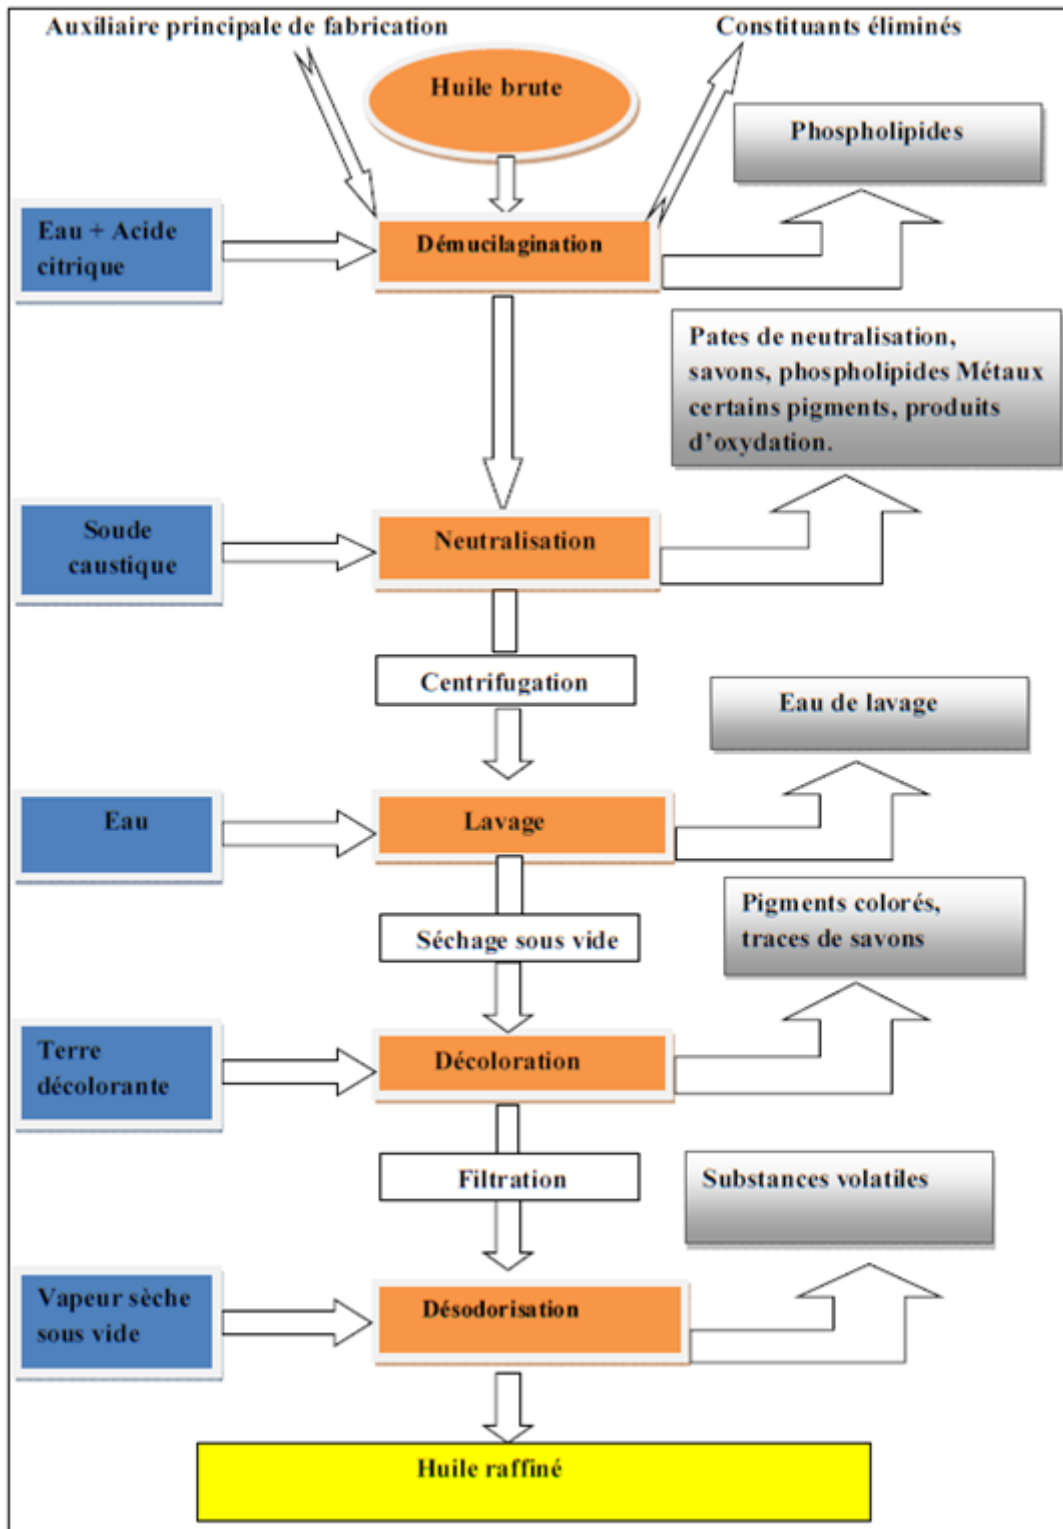 Auxiliaire principale de fabrication
Constituants éliminés
Huile brute
Phospholipides
Eau + Acide
citrique
Démucilagination
Pates de neutralisation,
savons, phospholipides Métaux
certains pigments, produits
d'oxydation.
Soude
caustique
Neutralisation
Centrifugation
Eau de lavage
Eau
Lavage
Pigments colorés,
traces de savons
Séchage sous vide
Terre
décolorante
Décoloration
Filtration
Substances volatiles
Vapeur sèche
sous vide
Désodorisation
Huile raffiné